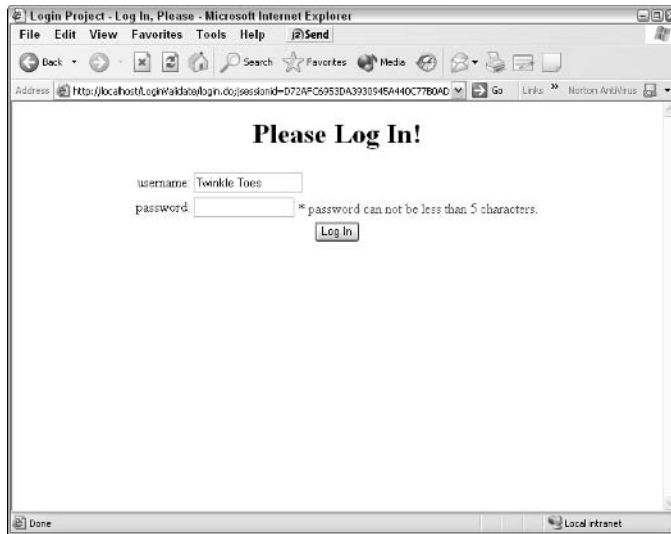 Login Project - Log In, Please - Microsoft Internet Explorer
File Edit View Favorites Tools Help Send
Back Search Favorites Media
Address http://localhost/LoginValidate/login.do;jsessionid=D72AFC6953DA3930945A440C77B0AD Go Links » Norton AntiVirus
Please Log In!
username: Twinkle Toes
password: * password can not be less than 5 characters.
Log In
Done Local intranet